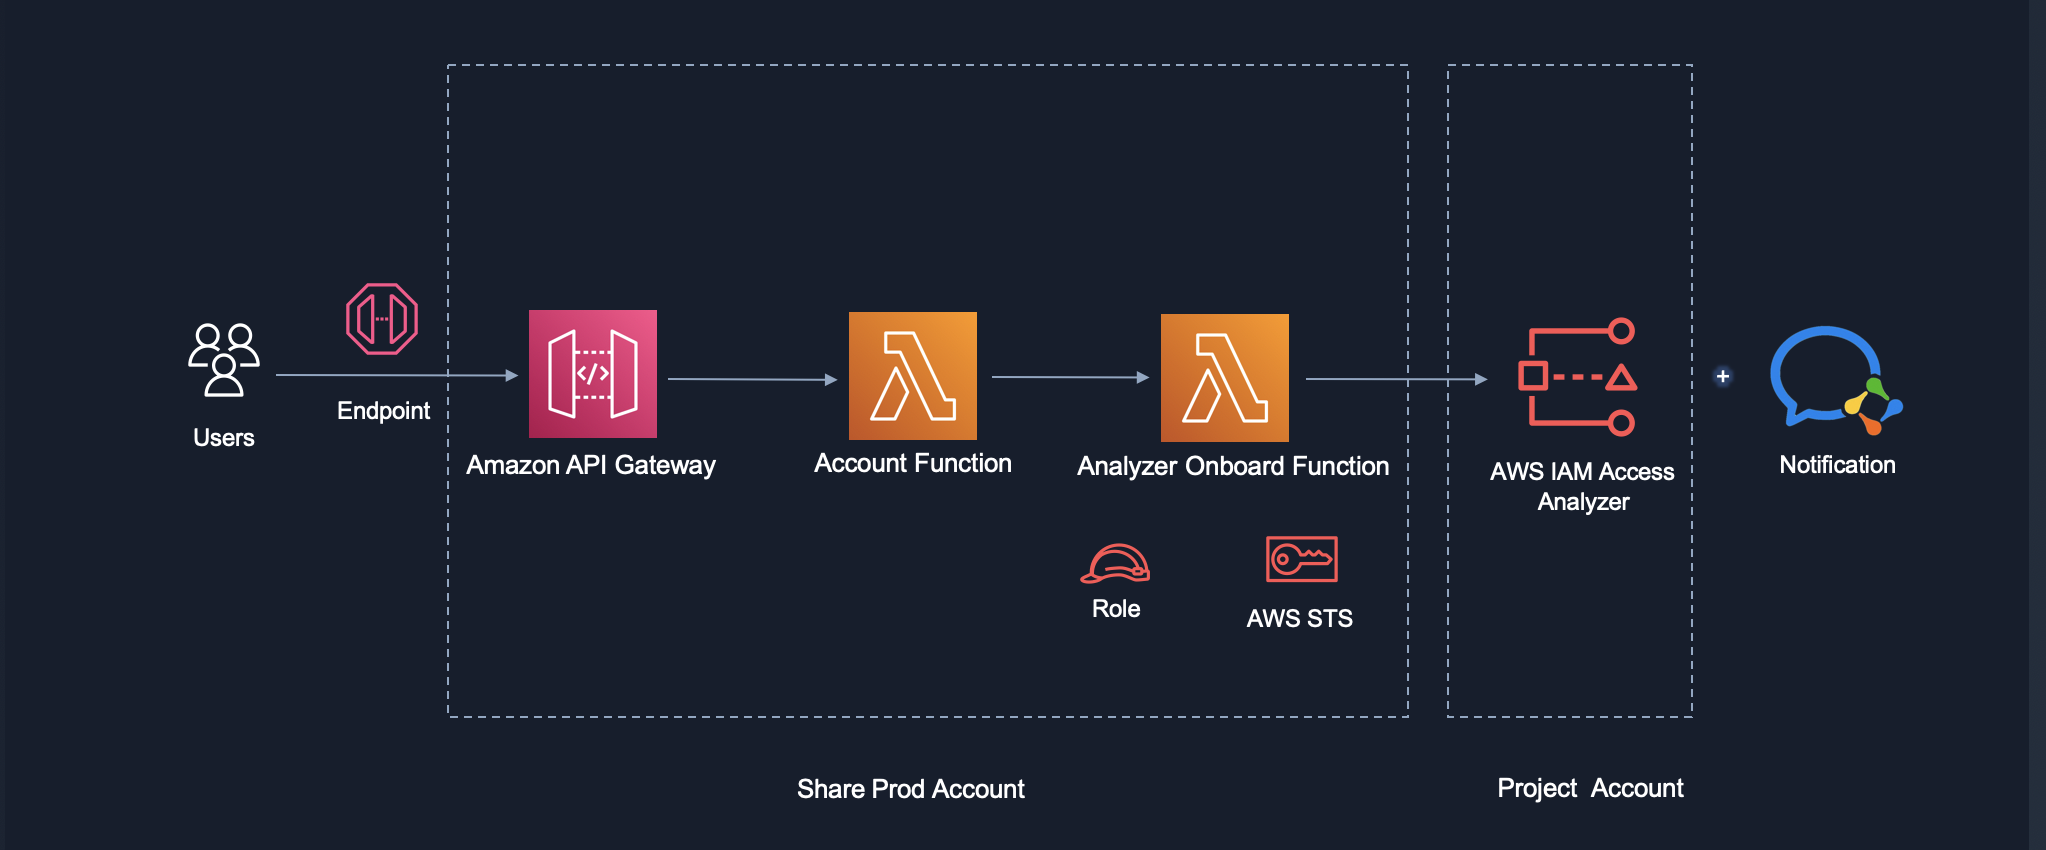 Users
Endpoint
Amazon API Gateway
Account Function
Analyzer Onboard Function
Role
AWS STS
AWS IAM Access
Analyzer
Notification
Share Prod Account
Project Account